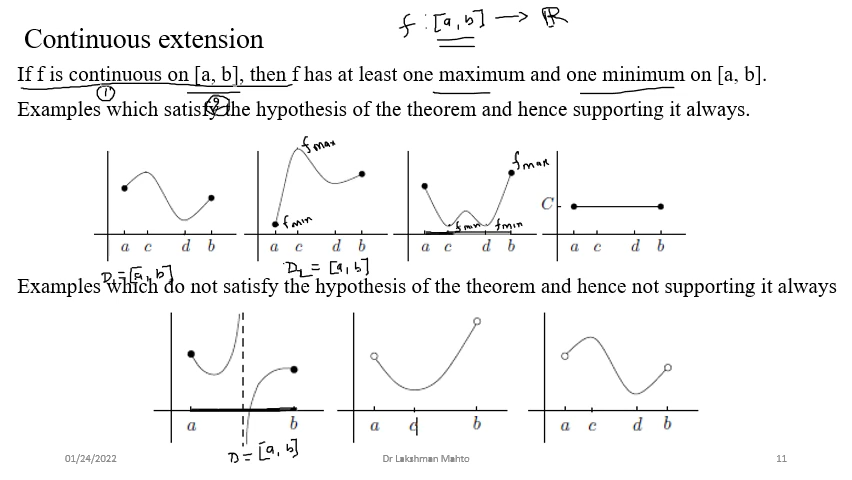 f : [a, b] → ℝ
Continuous extension
If f is continuous on [a, b], then f has at least one maximum and one minimum on [a, b].
① ②
Examples which satisfy the hypothesis of the theorem and hence supporting it always.
f max
f max
C
f min f min f min
a c d b a c d b a c d b a c d b
D₁ = [a, b] D₂ = [a, b]
Examples which do not satisfy the hypothesis of the theorem and hence not supporting it always
a b a d b a c d b
D = [a, b]
01/24/2022 Dr Lakshman Mahto 11